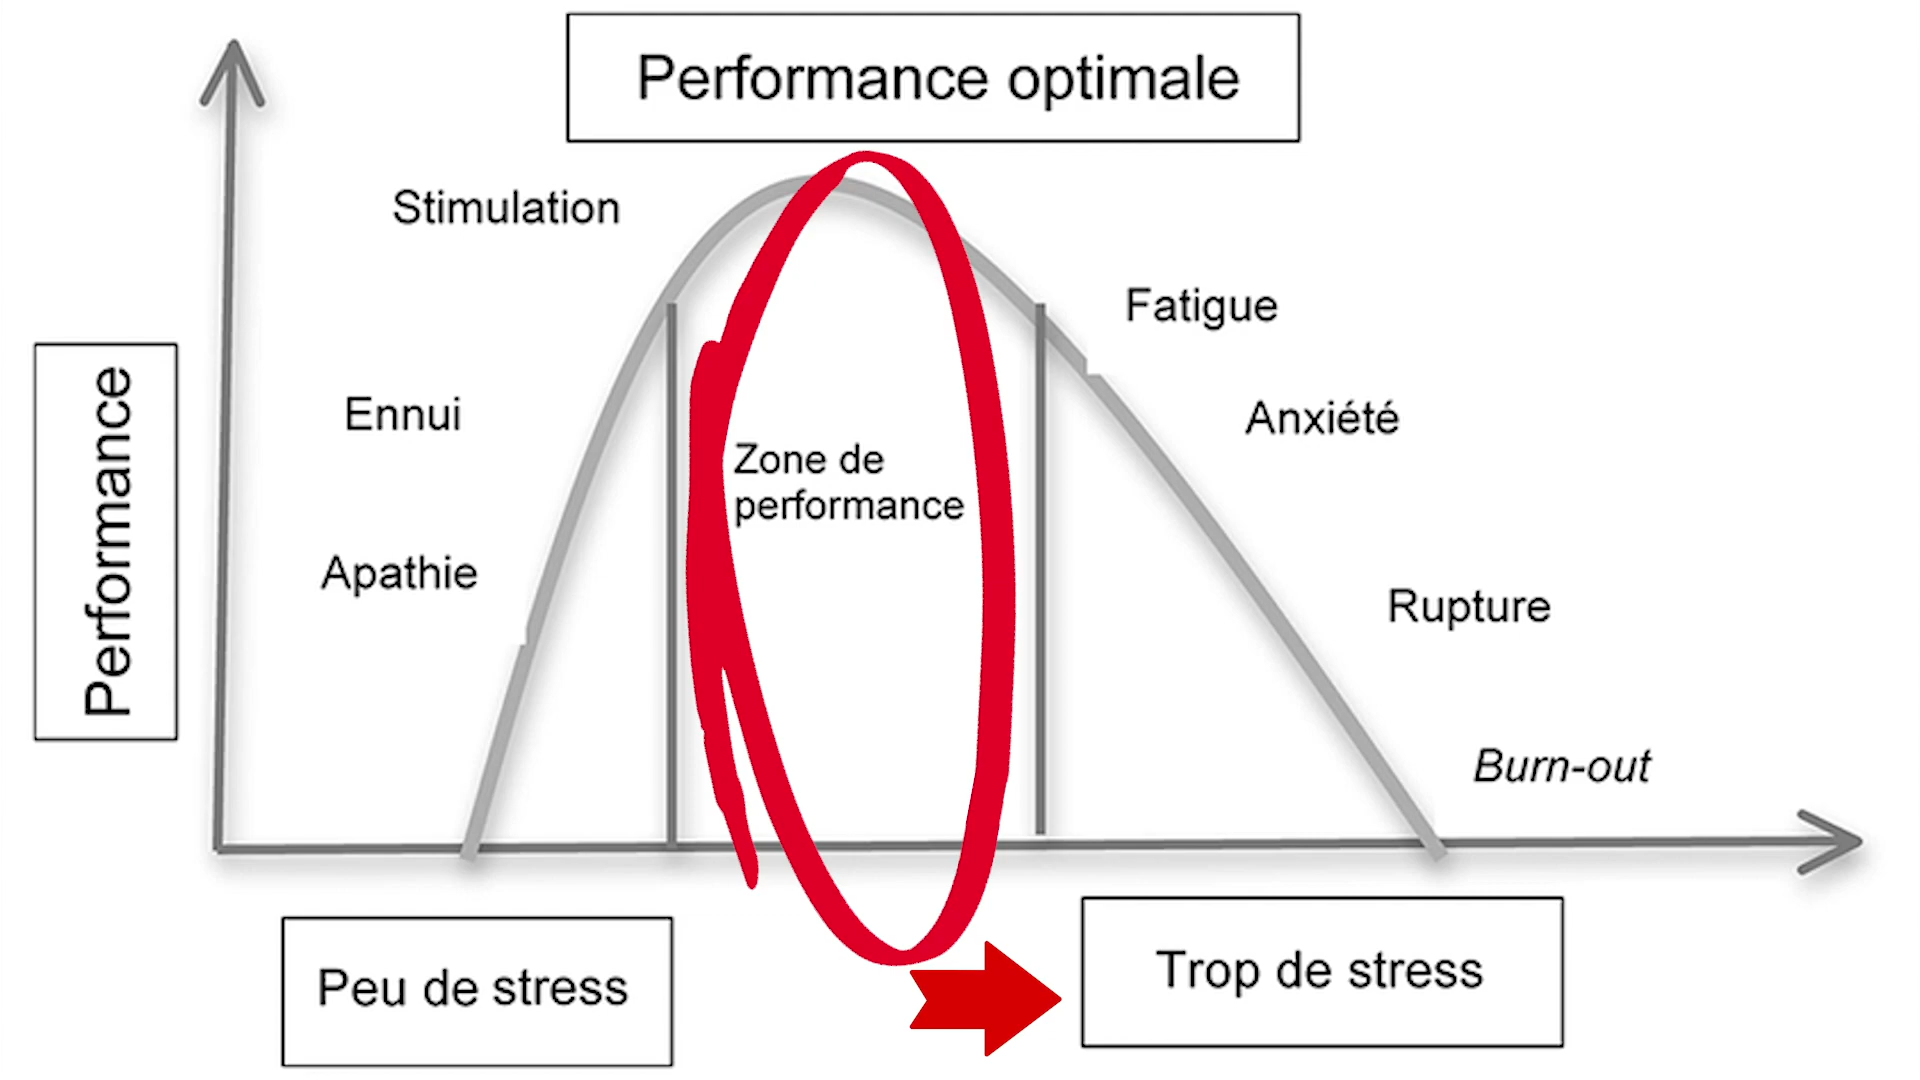 Performance optimale
Stimulation
Fatigue
Performance
Ennui
Anxiété
Zone de
performance
Apathie
Rupture
Burn-out
Peu de stress
Trop de stress